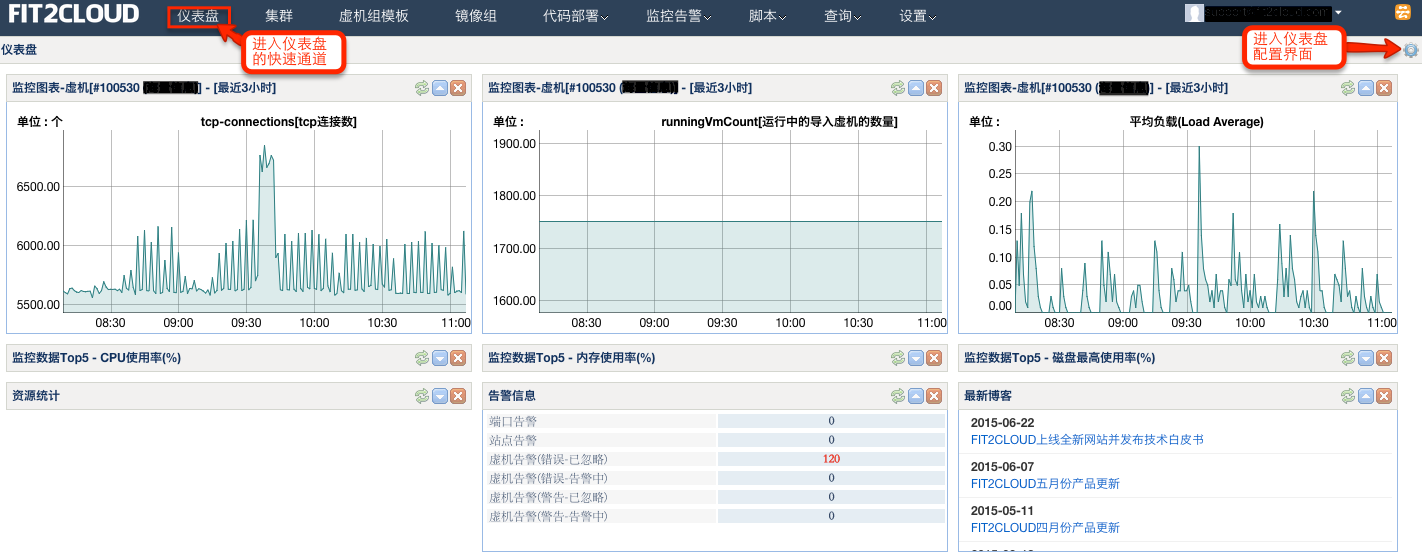 FIT2CLOUD 仪表盘 集群 虚机组模板 镜像组 代码部署 监控告警 脚本 查询 设置
进入仪表盘
的快速通道
进入仪表盘
配置界面
仪表盘
监控图表-虚机[#100530 ] - [最近3小时]
单位 : 个 tcp-connections[tcp连接数]
6500.00
6000.00
5500.00
08:30 09:00 09:30 10:00 10:30 11:00
监控图表-虚机[#100530 ( )] - [最近3小时]
单位 : runningVmCount[运行中的导入虚机的数量]
1900.00
1800.00
1700.00
1600.00
08:30 09:00 09:30 10:00 10:30 11:00
监控图表-虚机[#100530 ( )] - [最近3小时]
单位 : 平均负载(Load Average)
0.30
0.25
0.20
0.15
0.10
0.05
0.00
08:30 09:00 09:30 10:00 10:30 11:00
监控数据Top5 - CPU使用率(%)
监控数据Top5 - 内存使用率(%)
监控数据Top5 - 磁盘最高使用率(%)
资源统计
告警信息
端口告警 0
站点告警 0
虚机告警(错误-已忽略) 120
虚机告警(错误-告警中) 0
虚机告警(警告-已忽略) 0
虚机告警(警告-告警中) 0
最新博客
2015-06-22
FIT2CLOUD上线全新网站并发布技术白皮书
2015-06-07
FIT2CLOUD五月份产品更新
2015-05-11
FIT2CLOUD四月份产品更新